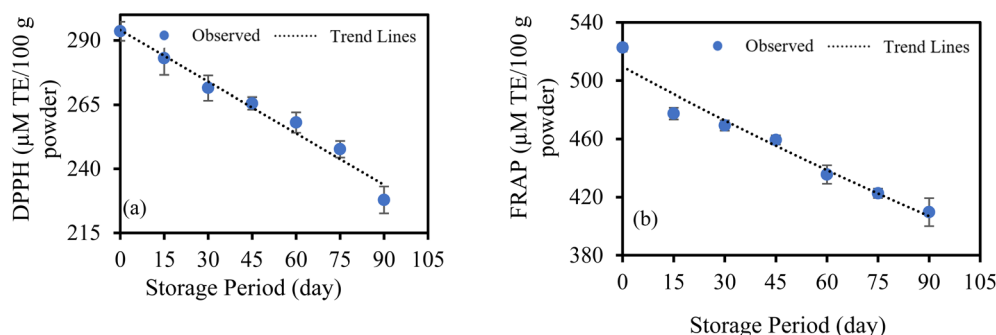 DPPH (µM TE/100 g
powder)
290
265
240
215
Observed
Trend Lines
(a)
0 15 30 45 60 75 90 105
Storage Period (day)
FRAP (µM TE/100 g
powder)
540
500
460
420
380
Observed
Trend Lines
(b)
0 15 30 45 60 75 90 105
Storage Period (day)